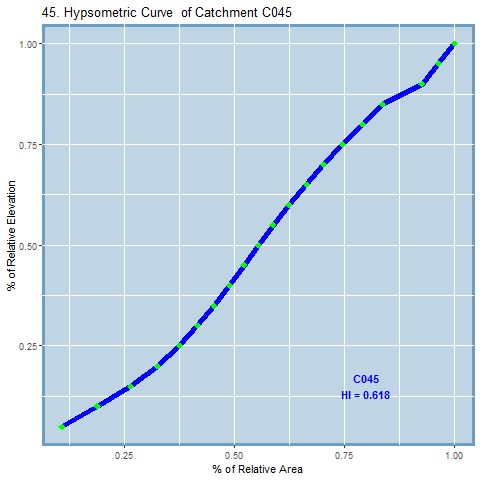 45. Hypsometric Curve  of Catchment C045
% of Relative Elevation
1.00
0.75
0.50
0.25
C045
HI = 0.618
0.25
0.50
0.75
1.00
% of Relative Area